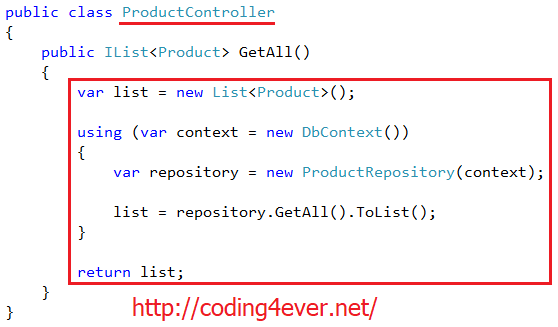 public class ProductController
{
    public IList<Product> GetAll()
    {
        var list = new List<Product>();

        using (var context = new DbContext())
        {
            var repository = new ProductRepository(context);

            list = repository.GetAll().ToList();
        }

        return list;
    }
}
http://coding4ever.net/